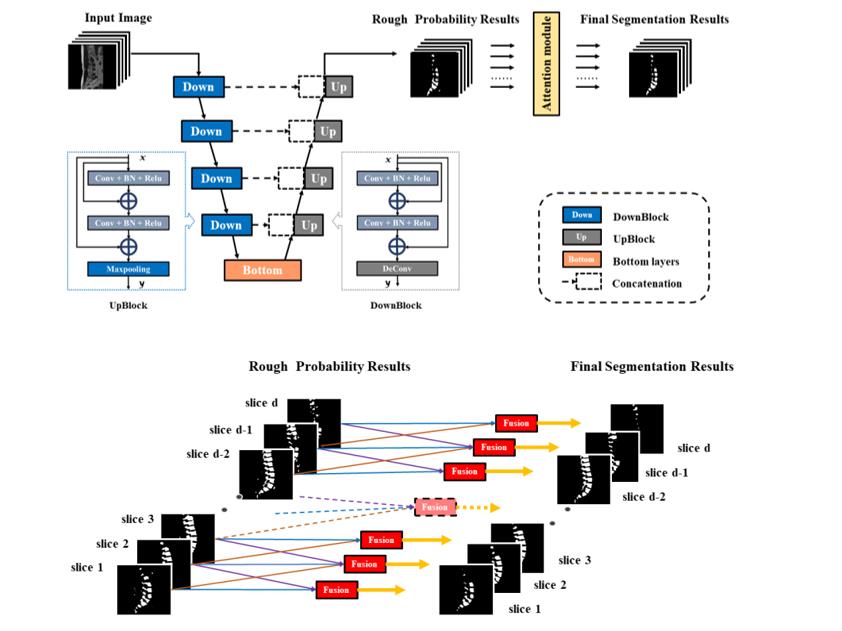 Input Image
Rough Probability Results
Final Segmentation Results
Attention module
Down
Up
Down
Up
Down
Up
Down
Up
Bottom
x
Conv + BN + Relu
Conv + BN + Relu
Maxpooling
y
UpBlock
x
Conv + BN + Relu
Conv + BN + Relu
DeConv
y
DownBlock
Down DownBlock
Up UpBlock
Bottom Bottom layers
Concatenation
Rough Probability Results
Final Segmentation Results
slice d
slice d-1
slice d-2
Fusion
Fusion
Fusion
slice d
slice d-1
slice d-2
Fusion
slice 3
slice 2
slice 1
Fusion
Fusion
Fusion
slice 3
slice 2
slice 1